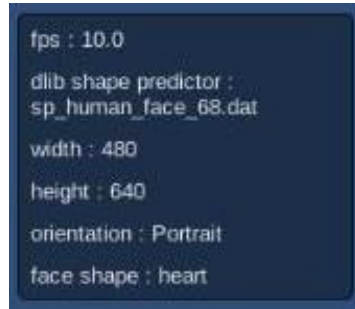 fps : 10.0
dlib shape predictor :
sp_human_face_68.dat
width : 480
height : 640
orientation : Portrait
face shape : heart